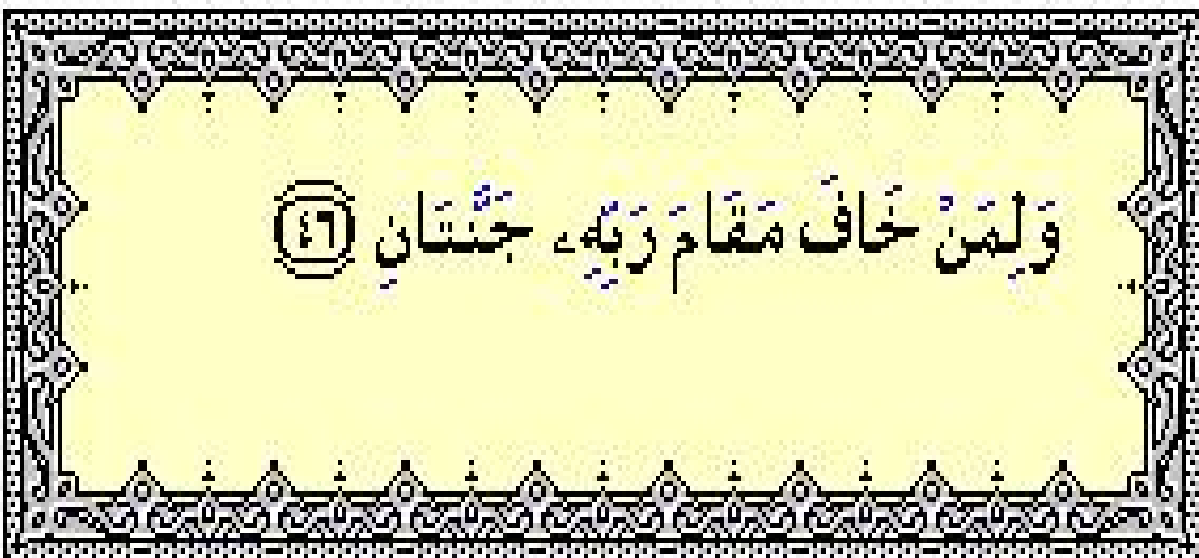 وَلِمَنْ خَافَ مَقَامَ رَبِّهِۦ جَنَّتَانِ ٤٦